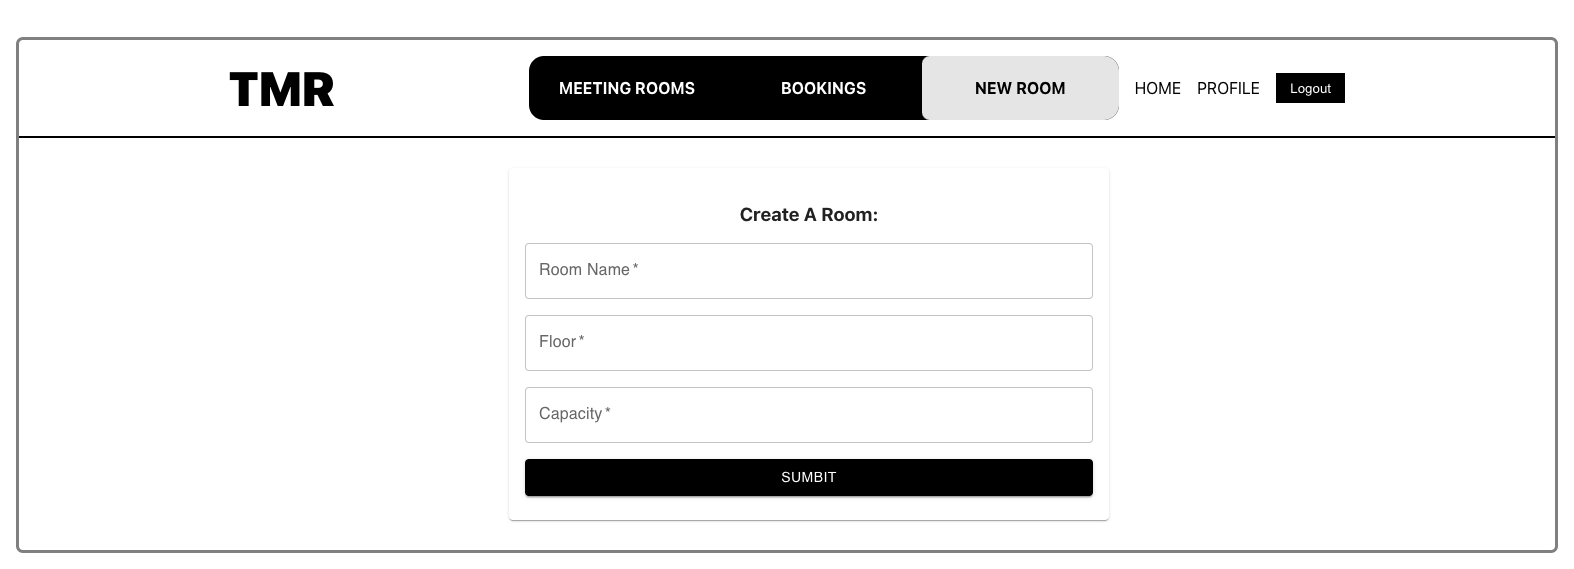 TMR
MEETING ROOMS BOOKINGS NEW ROOM HOME PROFILE Logout
Create A Room:
Room Name *
Floor *
Capacity *
SUMBIT